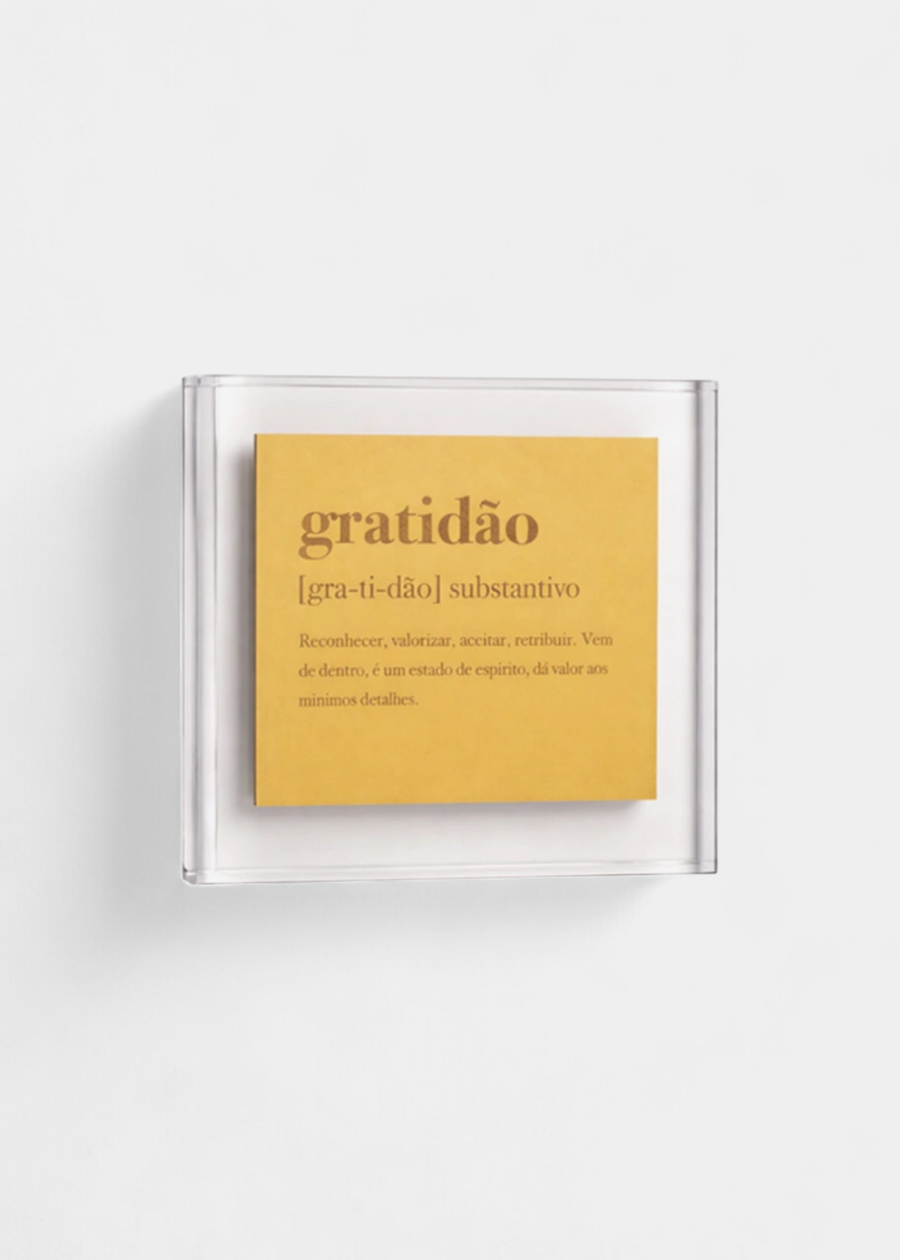 gratidão
[gra-ti-dão] substantivo
Reconhecer, valorizar, aceitar, retribuir. Vem
de dentro, é um estado de espirito, dá valor aos
minimos detalhes.